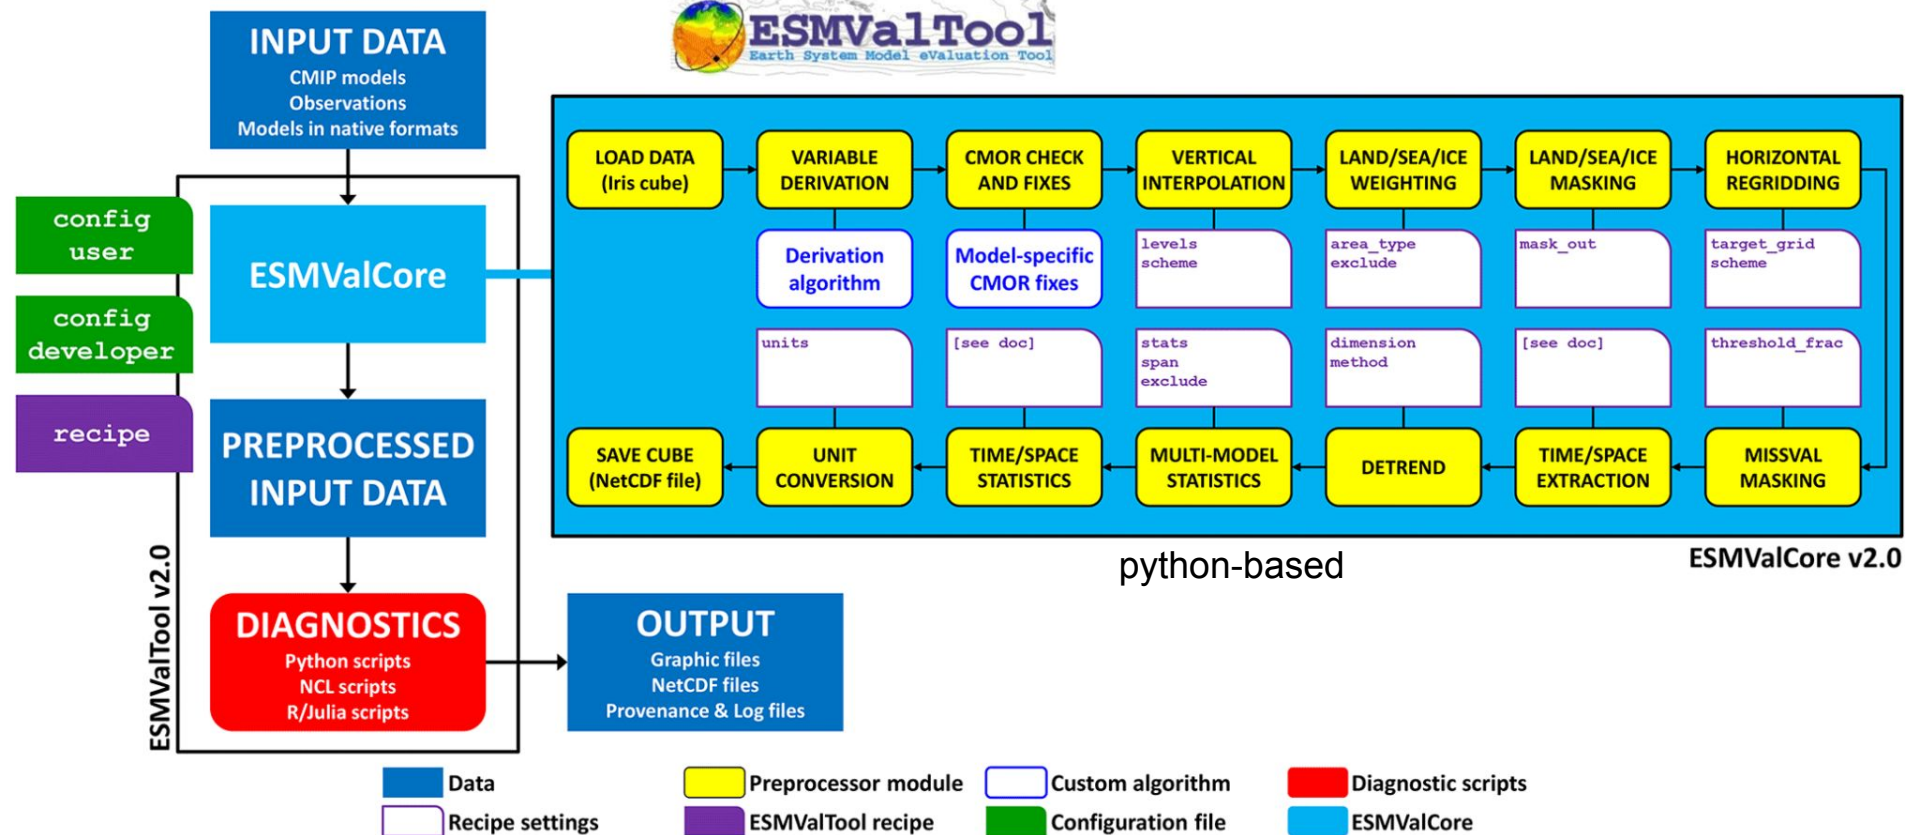 INPUT DATA
CMIP models
Observations
Models in native formats
ESMValTool
Earth System Model eValuation Tool
config
user
config
developer
recipe
ESMValCore
PREPROCESSED
INPUT DATA
DIAGNOSTICS
Python scripts
NCL scripts
R/Julia scripts
ESMValTool v2.0
OUTPUT
Graphic files
NetCDF files
Provenance & Log files
LOAD DATA
(Iris cube)
VARIABLE
DERIVATION
CMOR CHECK
AND FIXES
VERTICAL
INTERPOLATION
LAND/SEA/ICE
WEIGHTING
LAND/SEA/ICE
MASKING
HORIZONTAL
REGRIDDING
Derivation
algorithm
Model-specific
CMOR fixes
levels
scheme
area_type
exclude
mask_out
target_grid
scheme
units
[see doc]
stats
span
exclude
dimension
method
[see doc]
threshold_frac
SAVE CUBE
(NetCDF file)
UNIT
CONVERSION
TIME/SPACE
STATISTICS
MULTI-MODEL
STATISTICS
DETREND
TIME/SPACE
EXTRACTION
MISSVAL
MASKING
python-based
ESMValCore v2.0
Data
Preprocessor module
Custom algorithm
Diagnostic scripts
Recipe settings
ESMValTool recipe
Configuration file
ESMValCore